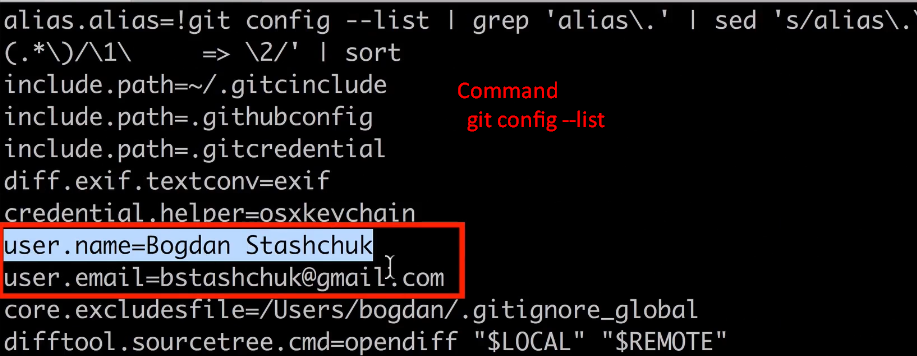 alias.alias=!git config --list | grep 'alias\.' | sed 's/alias\.\
(.*\)/\1\     => \2/' | sort
include.path=~/.gitcinclude
include.path=.githubconfig
include.path=.gitcredential
diff.exif.textconv=exif
credential.helper=osxkeychain
user.name=Bogdan Stashchuk
user.email=bstashchuk@gmail.com
core.excludesfile=/Users/bogdan/.gitignore_global
difftool.sourcetree.cmd=opendiff "$LOCAL" "$REMOTE"
Command
git config --list